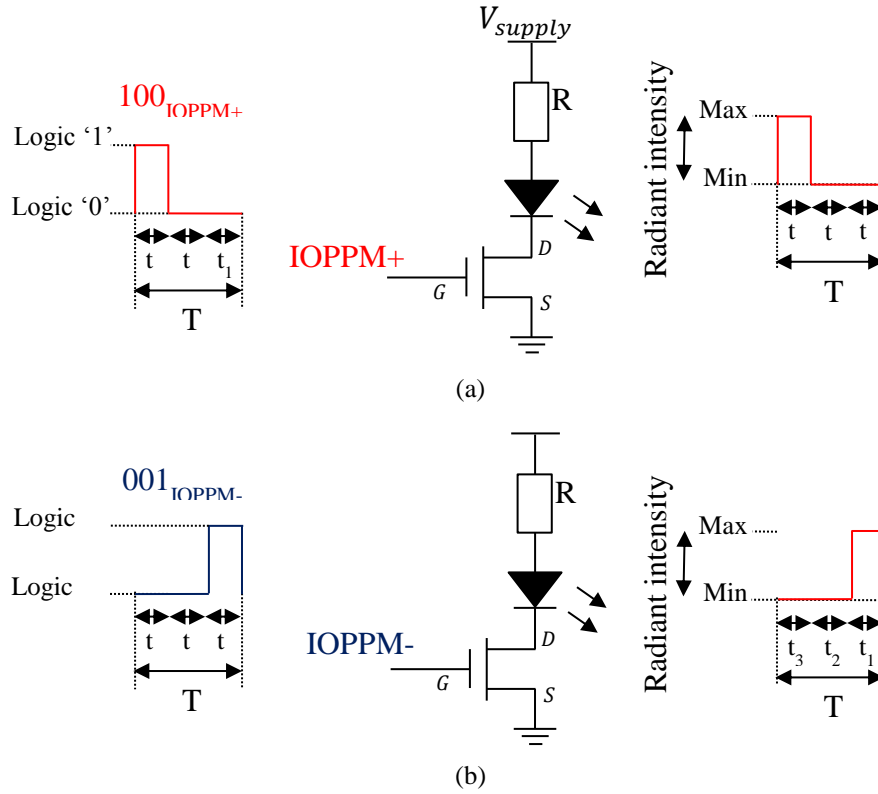 V_supply
100_IOPPM+
R
Radiant intensity
Max
Logic ‘1’
Min
Logic ‘0’
t t t_1
t t t
D
IOPPM+
G
T
S
T
(a)
001_IOPPM-
R
Radiant intensity
Logic
Max
Logic
Min
t t t
t_3 t_2 t_1
D
IOPPM-
G
T
S
T
(b)